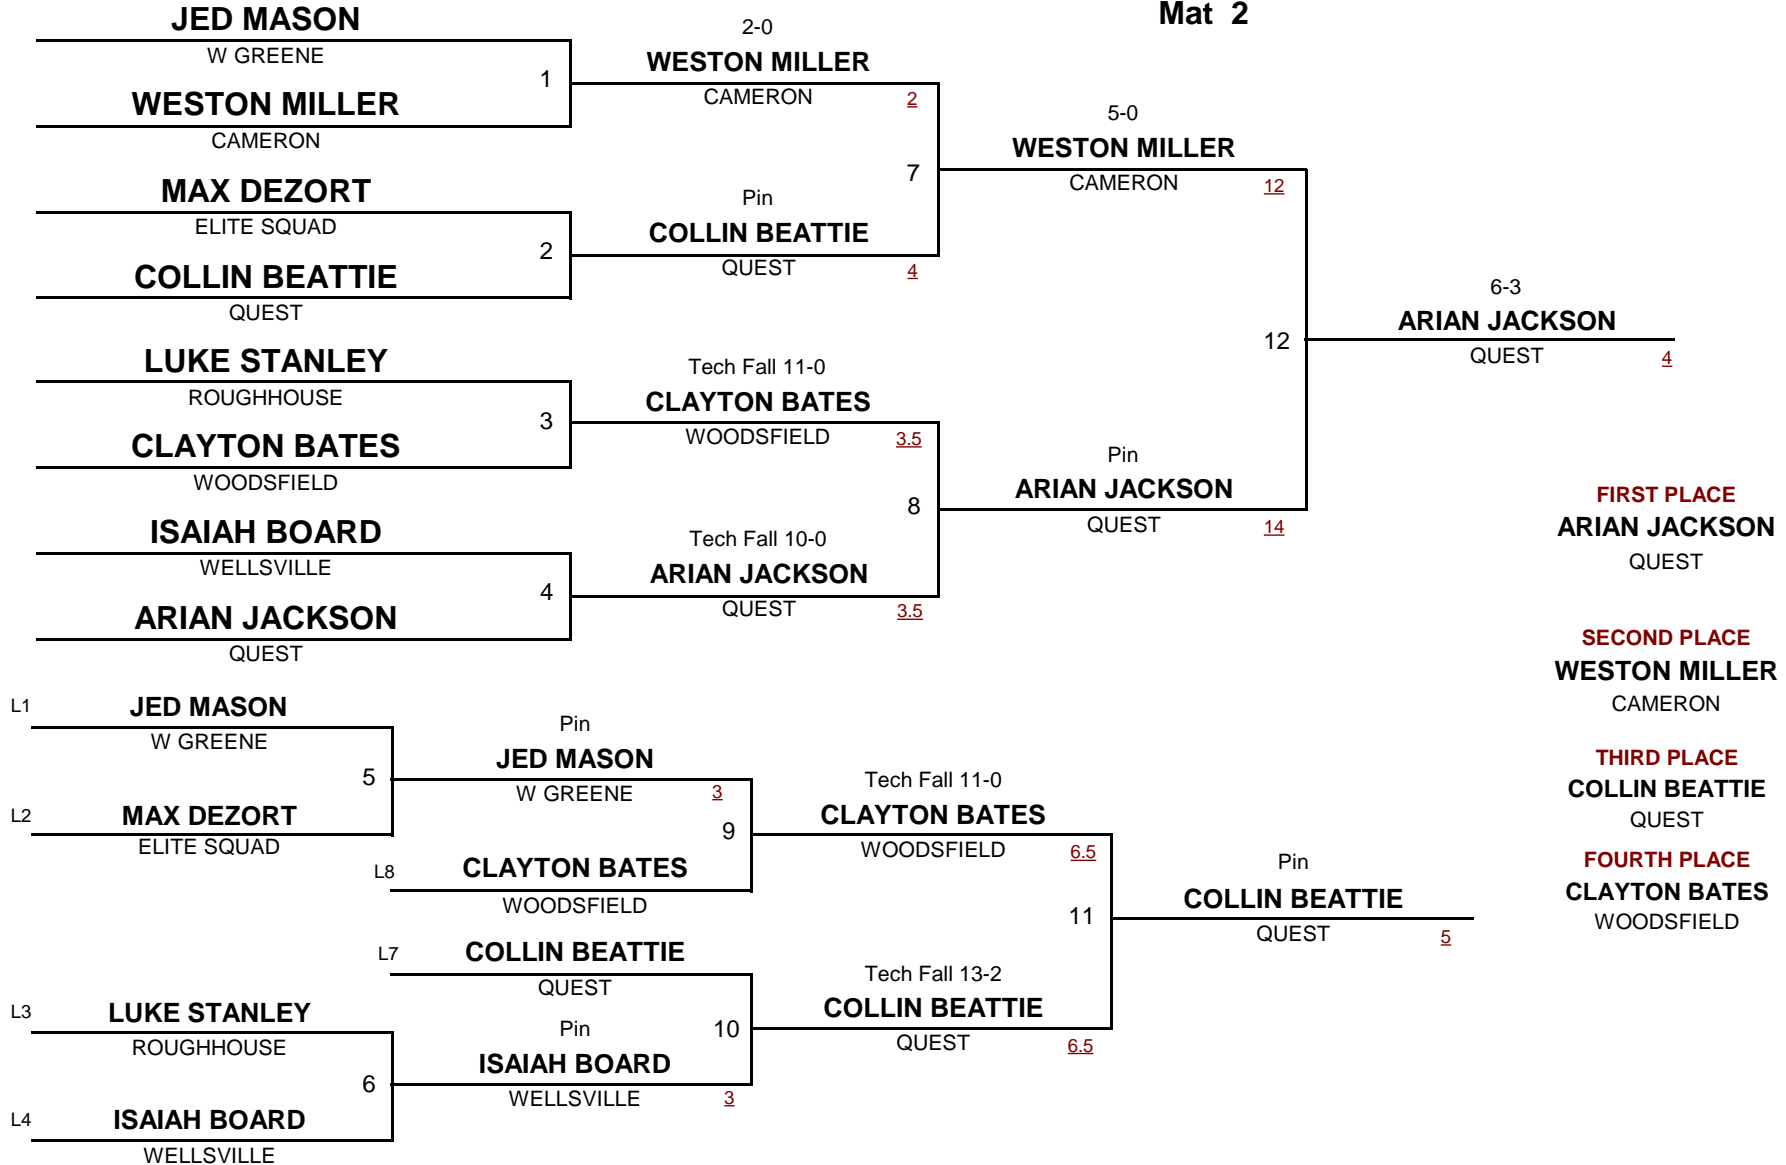 Mat 2
JED MASON
W GREENE
1
WESTON MILLER
CAMERON
MAX DEZORT
ELITE SQUAD
2
COLLIN BEATTIE
QUEST
LUKE STANLEY
ROUGHHOUSE
3
CLAYTON BATES
WOODSFIELD
ISAIAH BOARD
WELLSVILLE
4
ARIAN JACKSON
QUEST
2-0
WESTON MILLER
CAMERON 2
7
Pin
COLLIN BEATTIE
QUEST 4
Tech Fall 11-0
CLAYTON BATES
WOODSFIELD 3.5
8
Tech Fall 10-0
ARIAN JACKSON
QUEST 3.5
5-0
WESTON MILLER
CAMERON 12
12
Pin
ARIAN JACKSON
QUEST 14
6-3
ARIAN JACKSON
QUEST 4
FIRST PLACE
ARIAN JACKSON
QUEST
SECOND PLACE
WESTON MILLER
CAMERON
THIRD PLACE
COLLIN BEATTIE
QUEST
FOURTH PLACE
CLAYTON BATES
WOODSFIELD
L1 JED MASON
W GREENE
5
L2 MAX DEZORT
ELITE SQUAD
L3 LUKE STANLEY
ROUGHHOUSE
6
L4 ISAIAH BOARD
WELLSVILLE
Pin
JED MASON
W GREENE 3
9
L8 CLAYTON BATES
WOODSFIELD
L7 COLLIN BEATTIE
QUEST
Pin
10
ISAIAH BOARD
WELLSVILLE 3
Tech Fall 11-0
CLAYTON BATES
WOODSFIELD 6.5
11
Tech Fall 13-2
COLLIN BEATTIE
QUEST 6.5
Pin
COLLIN BEATTIE
QUEST 5